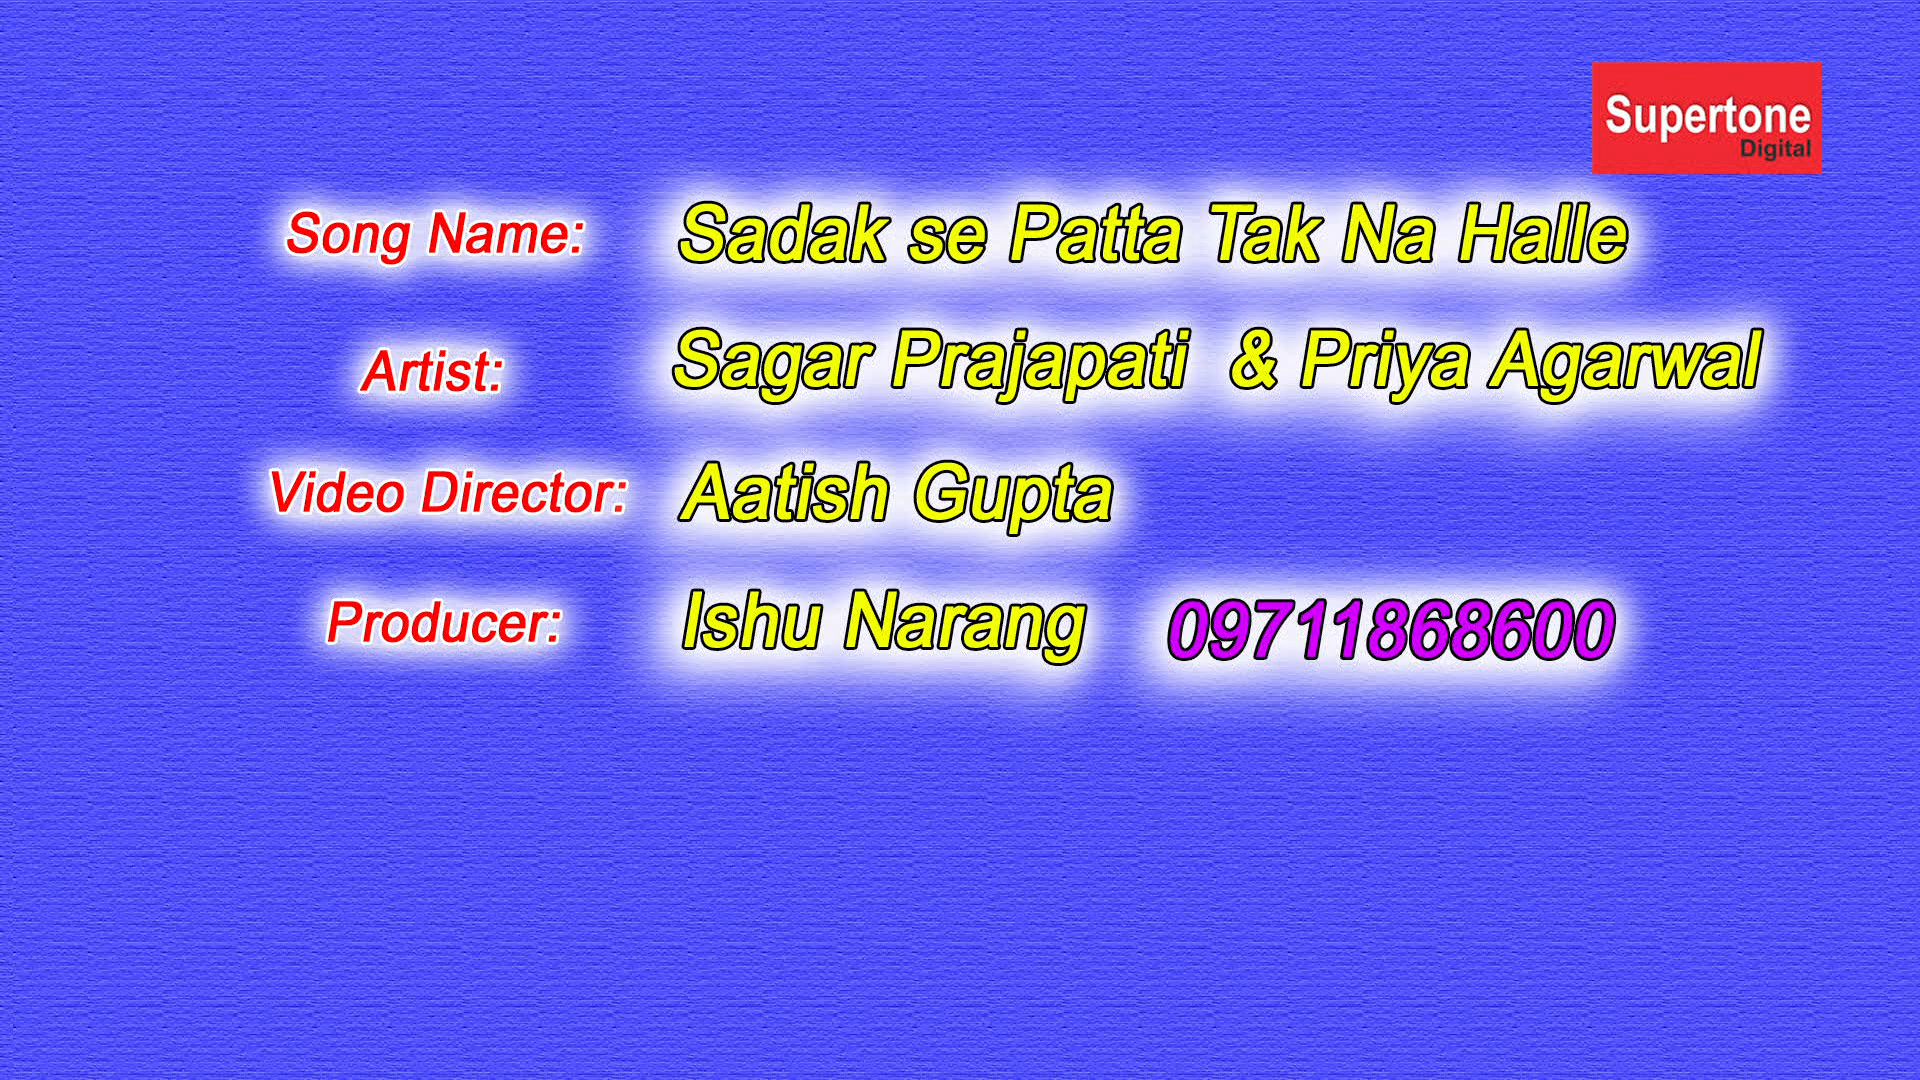 Supertone
Digital
Song Name: Sadak se Patta Tak Na Halle
Artist: Sagar Prajapati & Priya Agarwal
Video Director: Aatish Gupta
Producer: Ishu Narang 09711868600